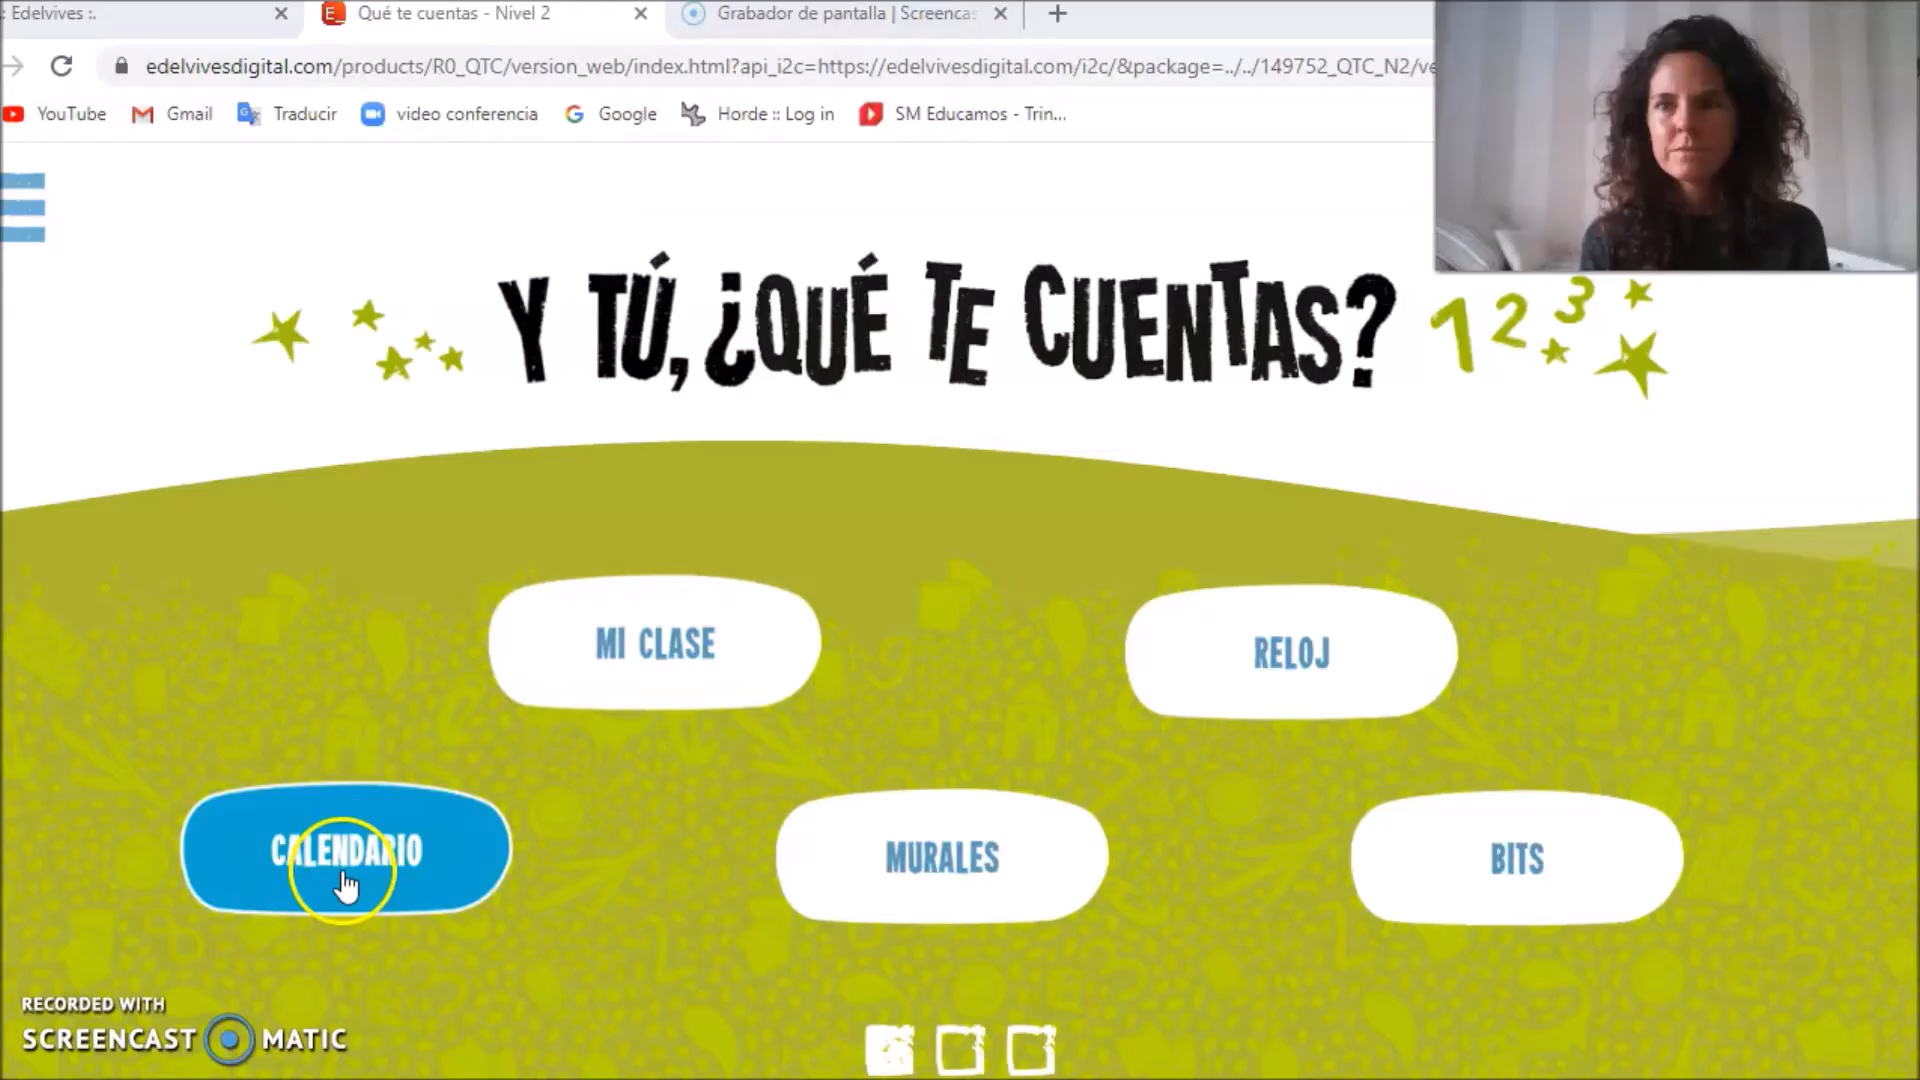 Edelvives :.
Qué te cuentas - Nivel 2
Grabador de pantalla | Screencas
edelvivesdigital.com/products/R0_QTC/version_web/index.html?api_i2c=https://edelvivesdigital.com/i2c/&package=../../149752_QTC_N2/ve
YouTube
Gmail
Traducir
video conferencia
Google
Horde :: Log in
SM Educamos - Trin...
Y TÚ, ¿QUÉ TE CUENTAS? 1 2 3
MI CLASE
RELOJ
CALENDARIO
MURALES
BITS
RECORDED WITH
SCREENCAST MATIC